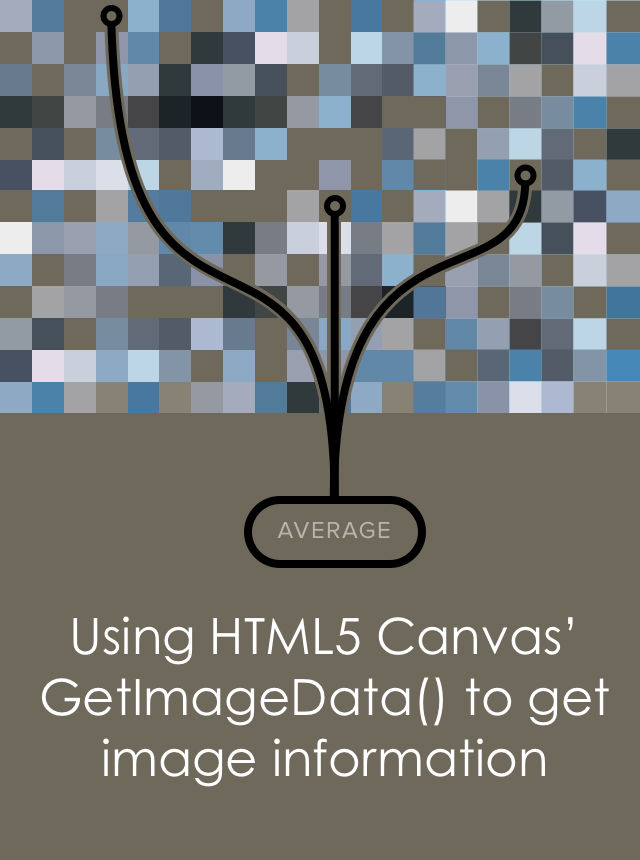 AVERAGE
Using HTML5 Canvas’
GetImageData() to get
image information